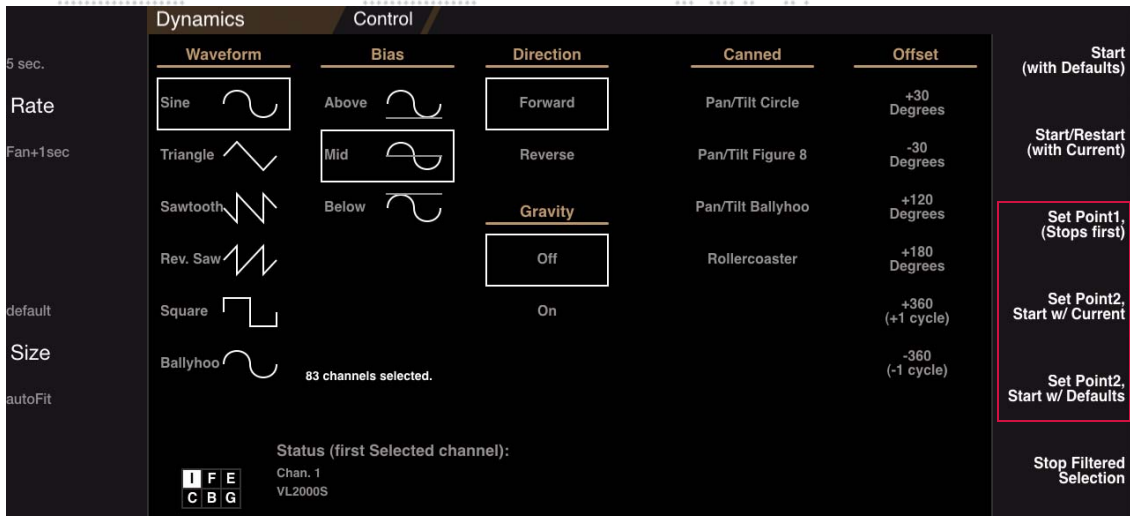 Dynamics
Control
5 sec.
Rate
Fan+1sec
default
Size
autoFit
Waveform
Sine
Triangle
Sawtooth
Rev. Saw
Square
Ballyhoo
Bias
Above
Mid
Below
Direction
Forward
Reverse
Gravity
Off
On
Canned
Pan/Tilt Circle
Pan/Tilt Figure 8
Pan/Tilt Ballyhoo
Rollercoaster
Offset
+30
Degrees
-30
Degrees
+120
Degrees
+180
Degrees
+360
(+1 cycle)
-360
(-1 cycle)
83 channels selected.
Status (first Selected channel):
Chan. 1
VL2000S
I F E
C B G
Start
(with Defaults)
Start/Restart
(with Current)
Set Point1,
(Stops first)
Set Point2,
Start w/ Current
Set Point2,
Start w/ Defaults
Stop Filtered
Selection